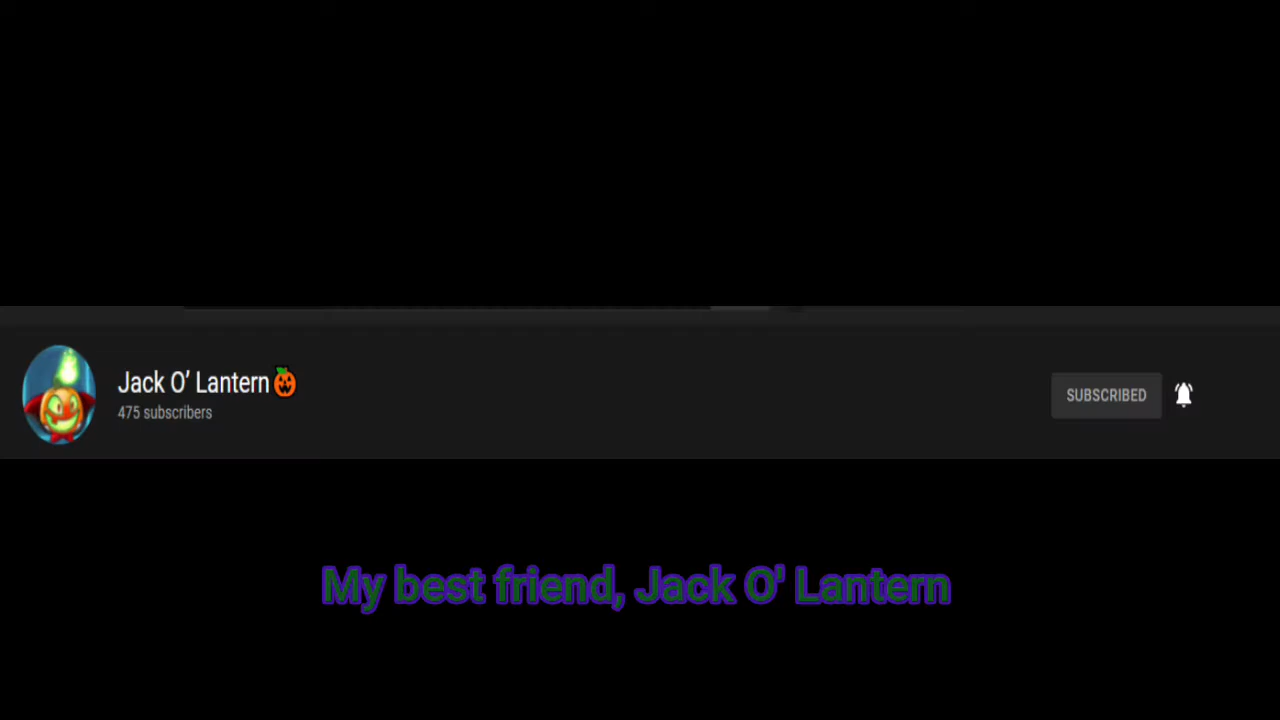 Jack O’ Lantern🎃
475 subscribers
SUBSCRIBED
My best friend, Jack O' Lantern